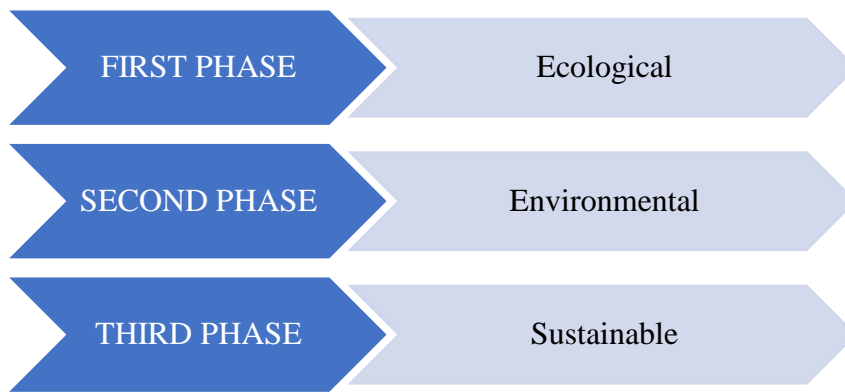 FIRST PHASE
Ecological
SECOND PHASE
Environmental
THIRD PHASE
Sustainable